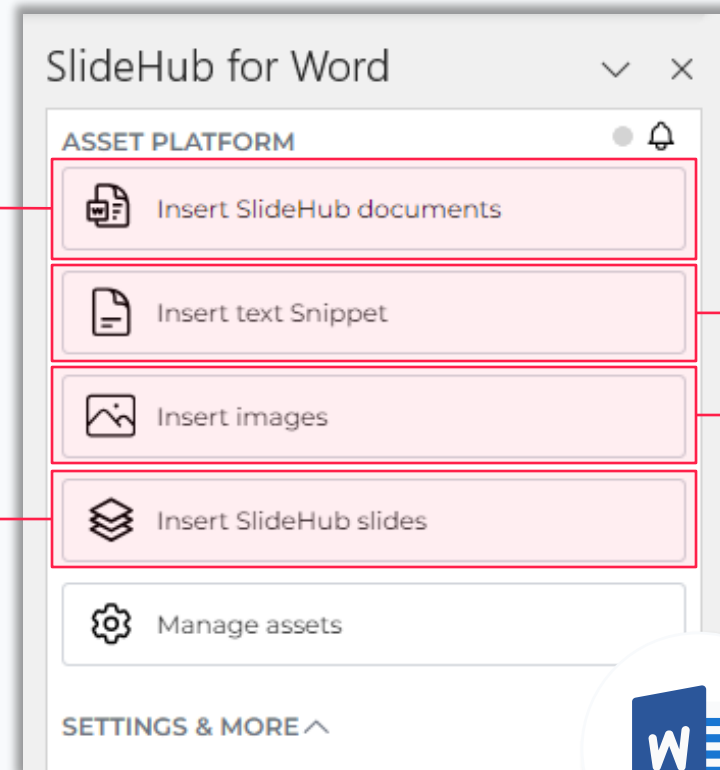 SlideHub for Word
ASSET PLATFORM
Insert SlideHub documents
Insert text Snippet
Insert images
Insert SlideHub slides
Manage assets
SETTINGS & MORE
W